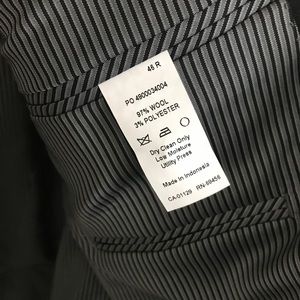 46 R
PO 4900034004
97% WOOL
3% POLYESTER
Dry Clean Only
Low Moisture
Utility Press
Made in Indonesia
CA-01129 RN-68456